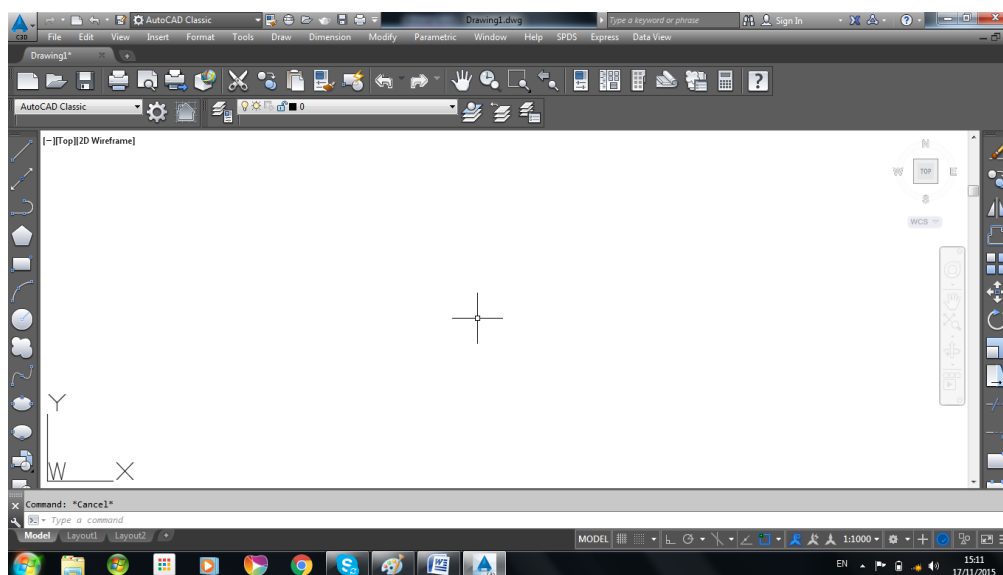 AutoCAD Classic Drawing1.dwg Type a keyword or phrase Sign In
C3D File Edit View Insert Format Tools Draw Dimension Modify Parametric Window Help SPDS Express Data View
Drawing1*
AutoCAD Classic 0
[−][Top][2D Wireframe]
N
W TOP E
S
WCS
Y
W X
Command: *Cancel*
Type a command
Model Layout1 Layout2 + MODEL 1:1000
EN 15:11
17/11/2015